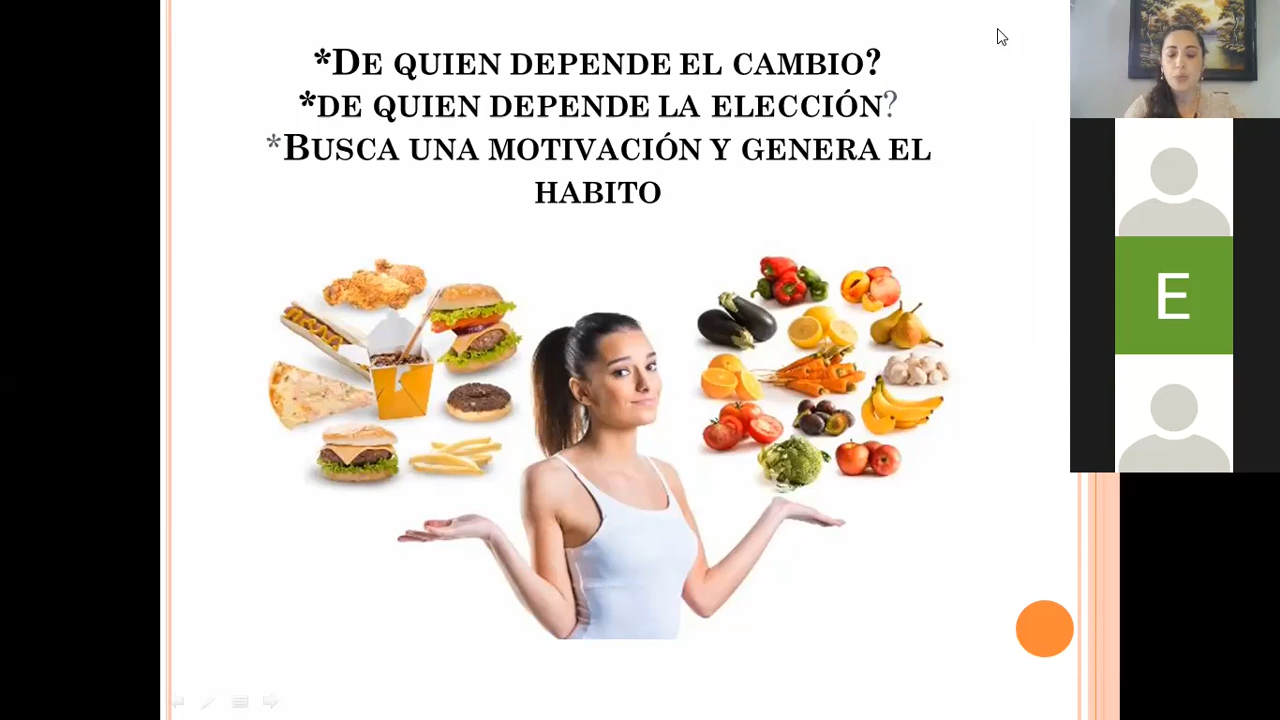 *DE QUIEN DEPENDE EL CAMBIO?
*DE QUIEN DEPENDE LA ELECCIÓN?
*BUSCA UNA MOTIVACIÓN Y GENERA EL
HABITO
E